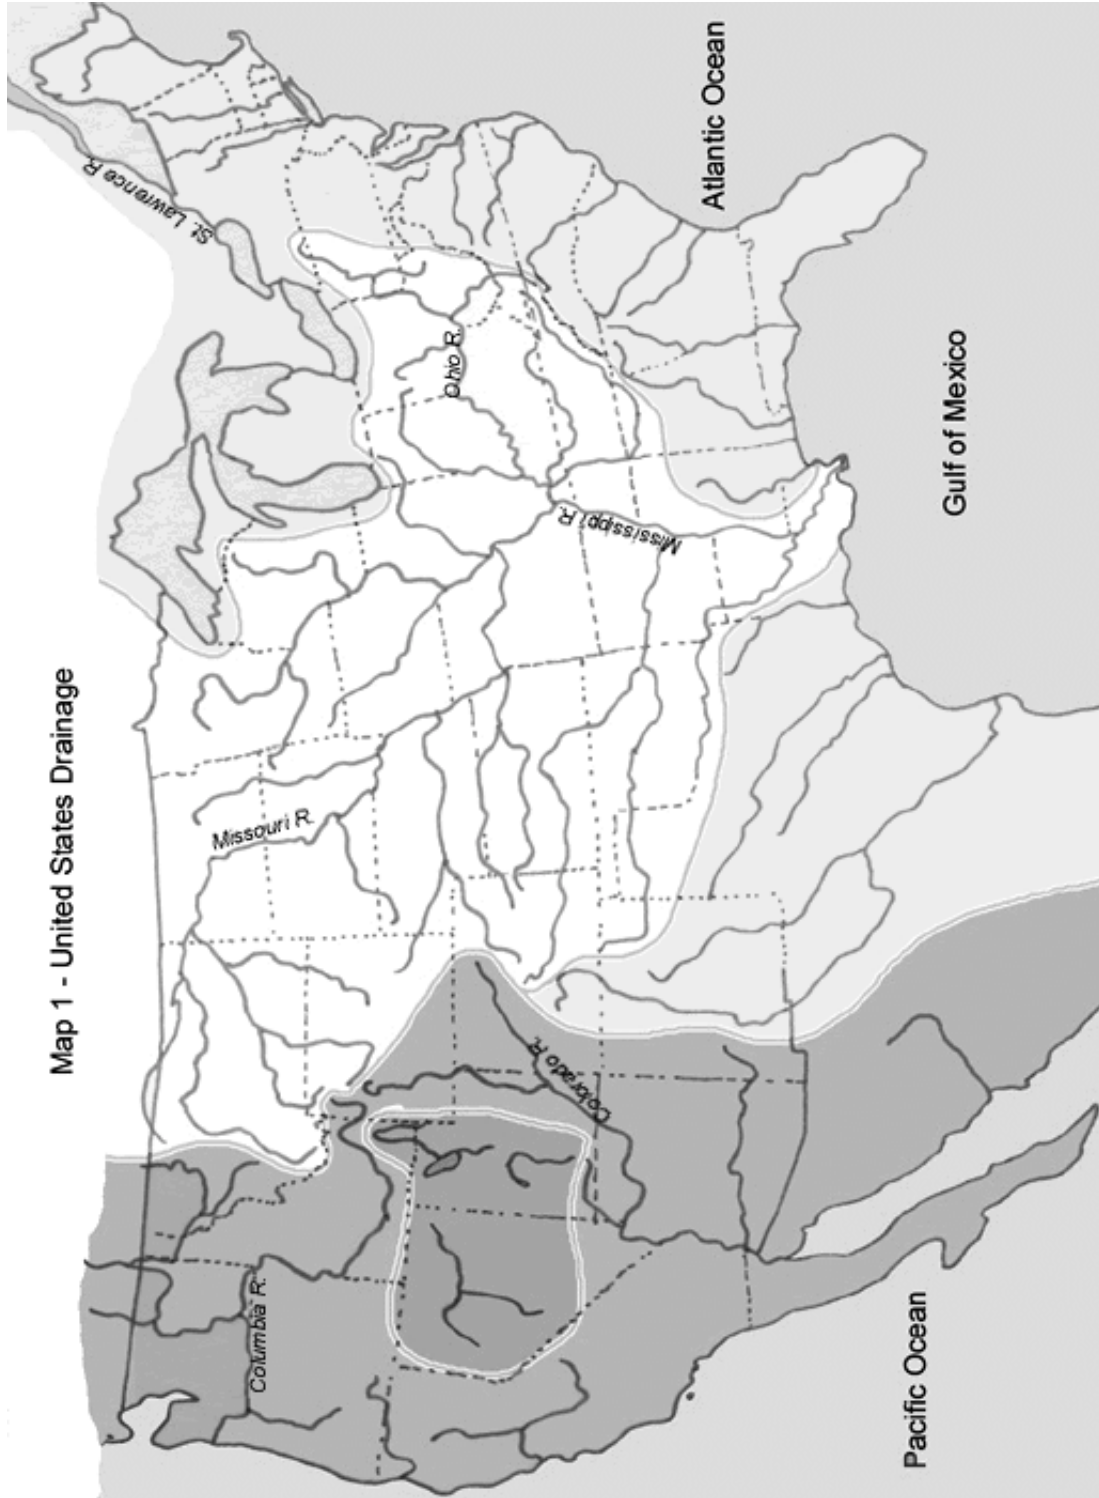 Map 1 - United States Drainage
St. Lawrence R.
Missouri R.
Columbia R.
Ohio R.
Mississippi R.
Colorado R.
Atlantic Ocean
Pacific Ocean
Gulf of Mexico